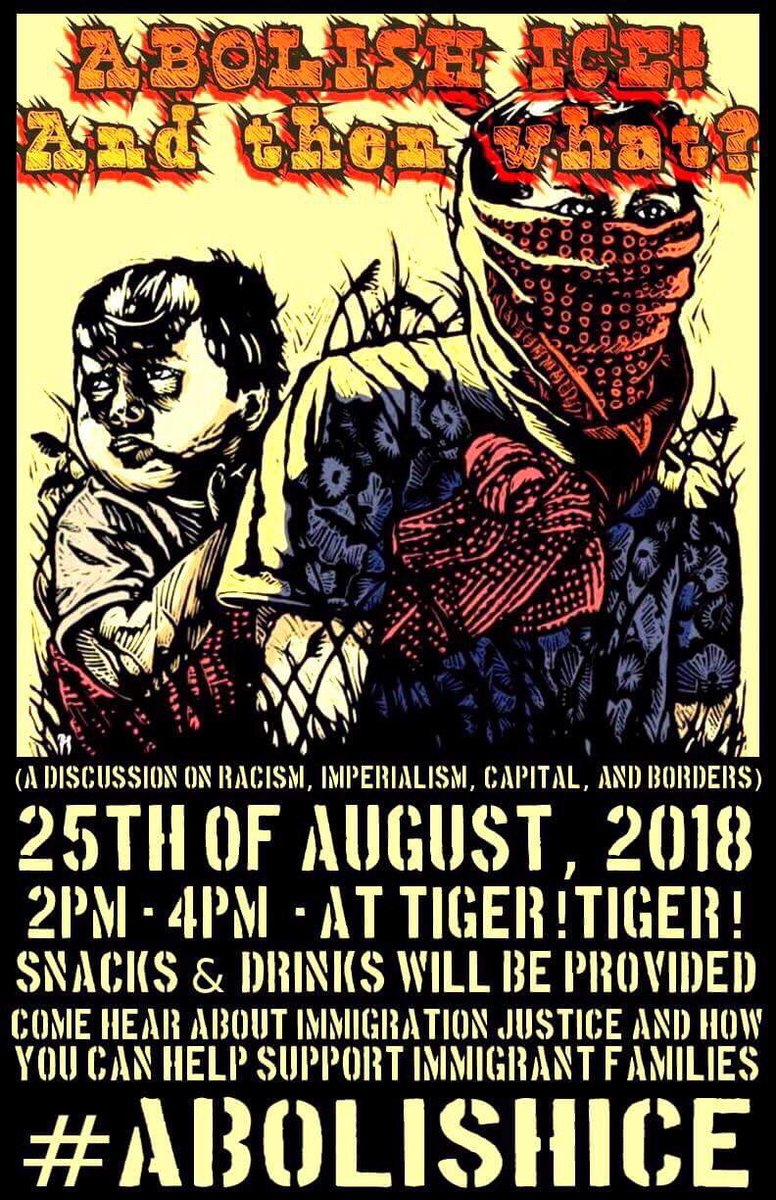 ABOLISH ICE!
And then what?
(A DISCUSSION ON RACISM, IMPERIALISM, CAPITAL, AND BORDERS)
25TH OF AUGUST, 2018
2PM - 4PM - AT TIGER!TIGER!
SNACKS & DRINKS WILL BE PROVIDED
COME HEAR ABOUT IMMIGRATION JUSTICE AND HOW
YOU CAN HELP SUPPORT IMMIGRANT FAMILIES
#ABOLISHICE